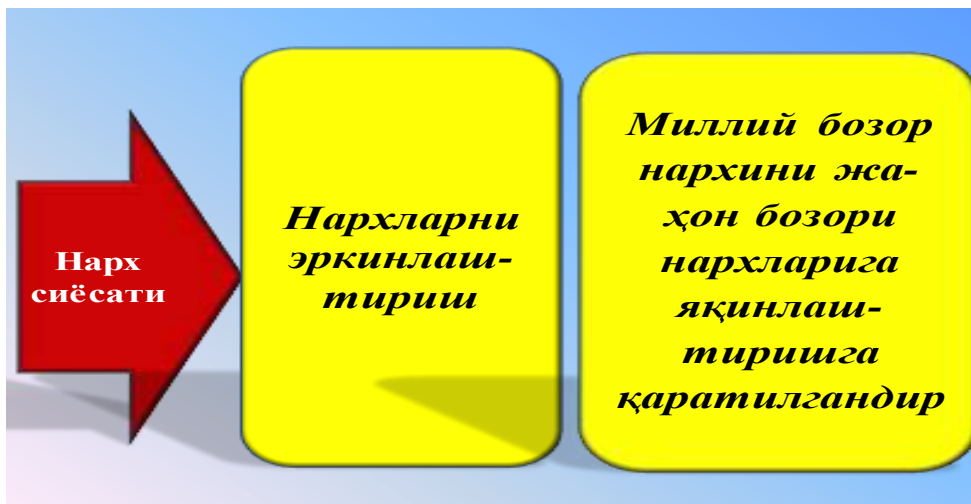 Нарх
сиёсати
Нархларни
эркинлаш-
тириш
Миллий бозор
нархини жа-
ҳон бозори
нархларига
яқинлаш-
тиришга
қаратилгандир